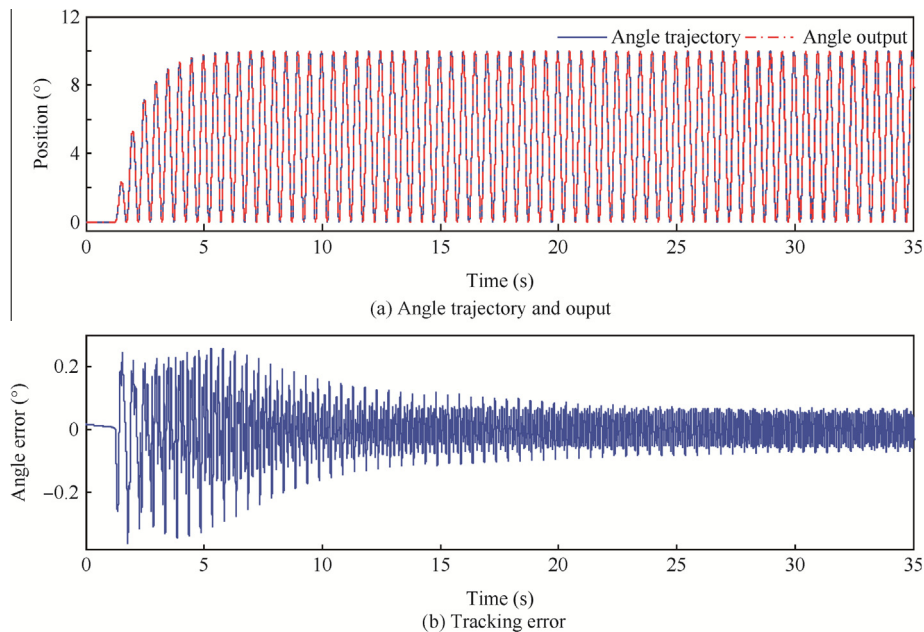 12
Angle trajectory Angle output
8
4
0
Position (°)
0 5 10 15 20 25 30 35
Time (s)
(a) Angle trajectory and ouput
0.2
0
−0.2
Angle error (°)
0 5 10 15 20 25 30 35
Time (s)
(b) Tracking error